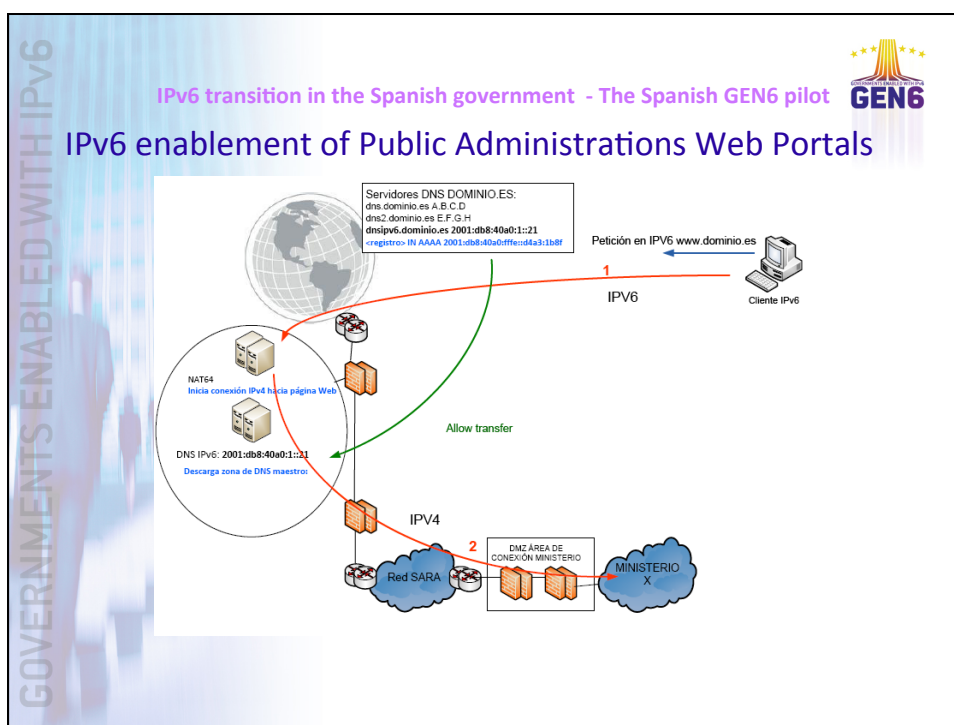 GOVERNMENTS ENABLED WITH IPv6
GOVERNMENTS ENABLED WITH IPv6
GEN6
IPv6 transition in the Spanish government - The Spanish GEN6 pilot
IPv6 enablement of Public Administrations Web Portals
Servidores DNS DOMINIO.ES:
dns.dominio.es A.B.C.D
dns2.dominio.es E.F.G.H
dnsipv6.dominio.es 2001:db8:40a0:1::21
<registro> IN AAAA 2001:db8:40a0:fffe::d4a3:1b8f
Petición en IPV6 www.dominio.es
1
IPV6
Cliente IPv6
NAT64
Inicia conexión IPv4 hacia página Web
DNS IPv6: 2001:db8:40a0:1::21
Descarga zona de DNS maestro:
Allow transfer
IPV4
2
DMZ ÁREA DE
CONEXIÓN MINISTERIO
Red SARA
MINISTERIO
X